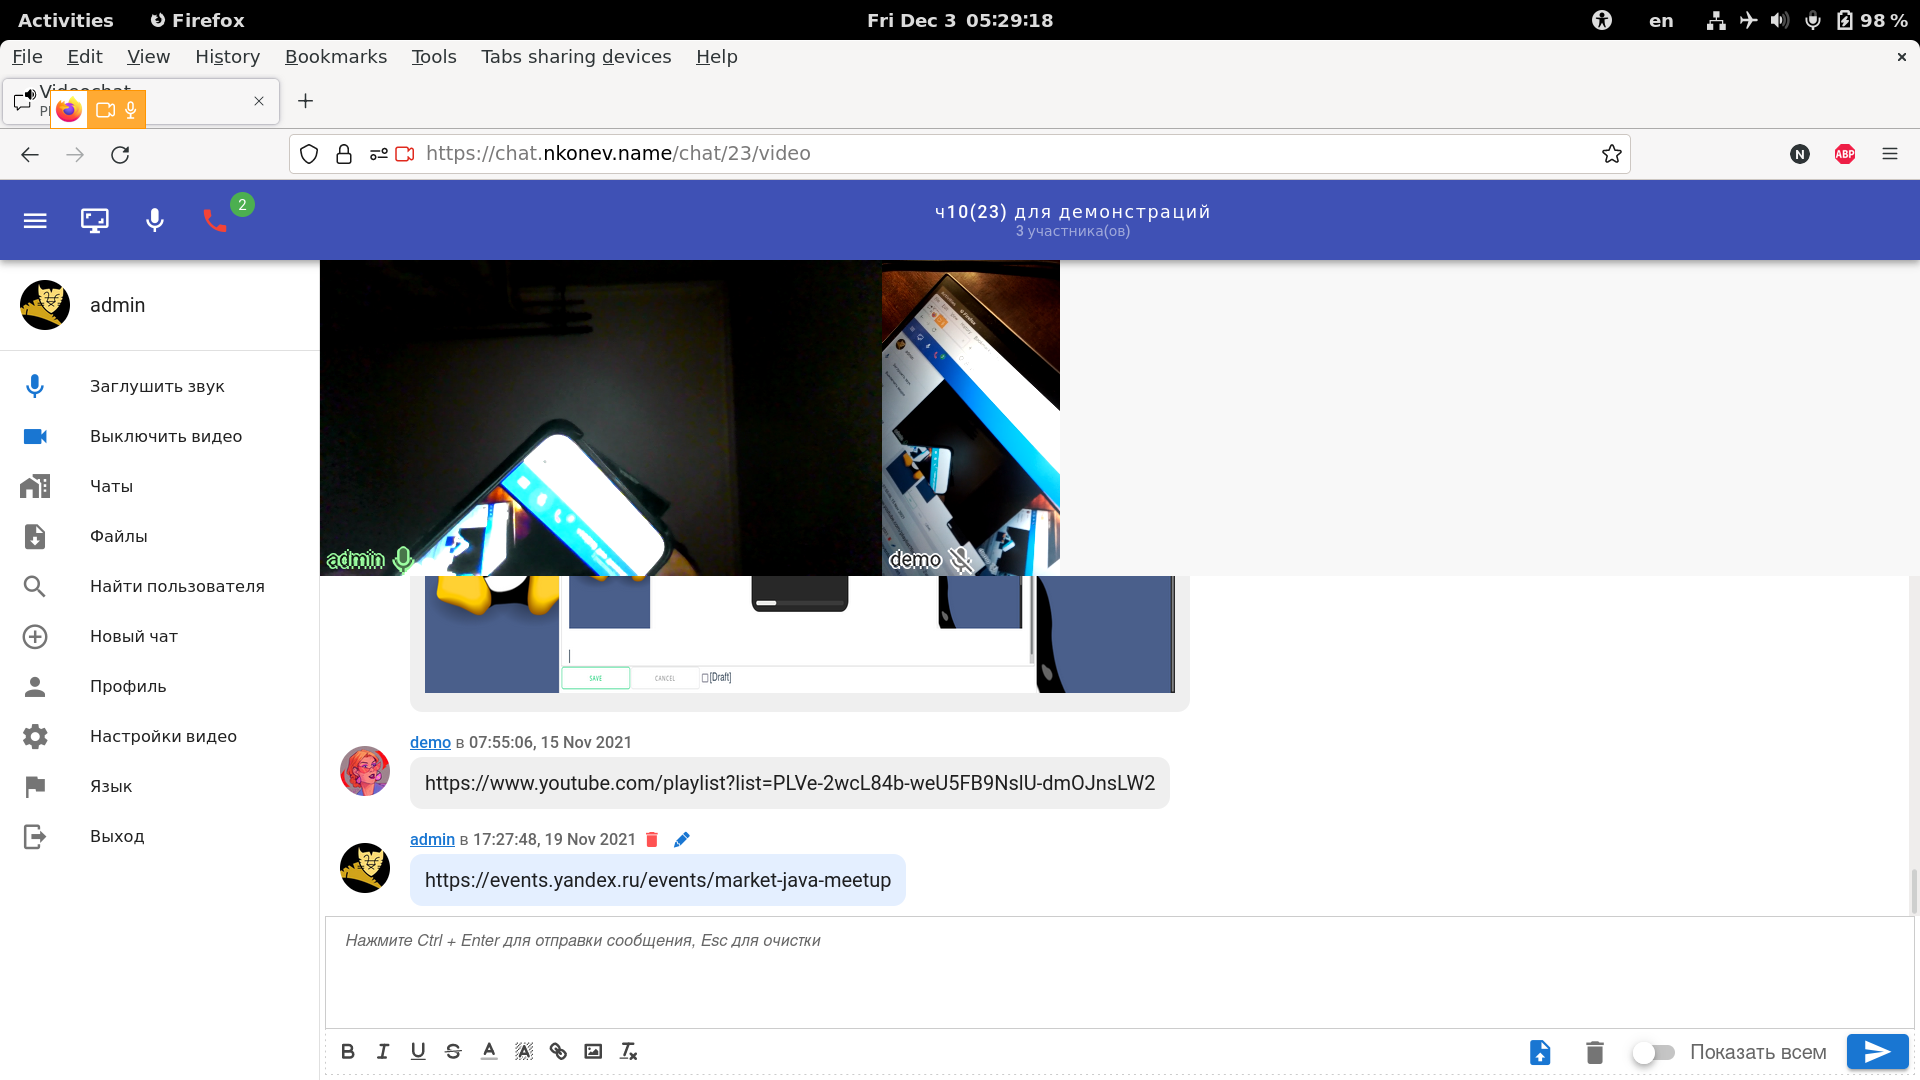 Activities Firefox Fri Dec 3 05:29:18 en 98 %
File Edit View History Bookmarks Tools Tabs sharing devices Help
https://chat.nkonev.name/chat/23/video N ABP
2
ч10(23) для демонстраций
3 участника(ов)
admin
Заглушить звук
Выключить видео
Чаты
Файлы
Найти пользователя
Новый чат
Профиль
Настройки видео
Язык
Выход
admin demo
SAVE CANCEL [Draft]
demo в 07:55:06, 15 Nov 2021
https://www.youtube.com/playlist?list=PLVe-2wcL84b-weU5FB9NslU-dmOJnsLW2
admin в 17:27:48, 19 Nov 2021
https://events.yandex.ru/events/market-java-meetup
Нажмите Ctrl + Enter для отправки сообщения, Esc для очистки
B I U S A A Tx
Показать всем